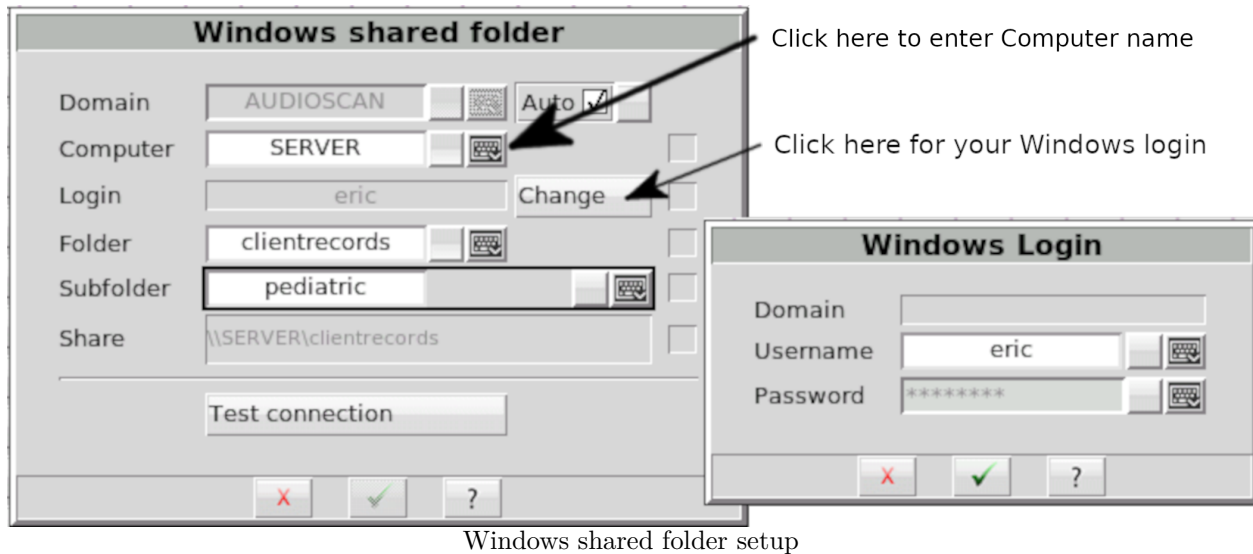 Windows shared folder
Click here to enter Computer name
Domain AUDIOSCAN Auto
Computer SERVER
Click here for your Windows login
Login eric Change
Folder clientrecords
Subfolder pediatric
Share \\SERVER\clientrecords
Test connection
X ?
Windows Login
Domain
Username eric
Password ********
X ?
Windows shared folder setup